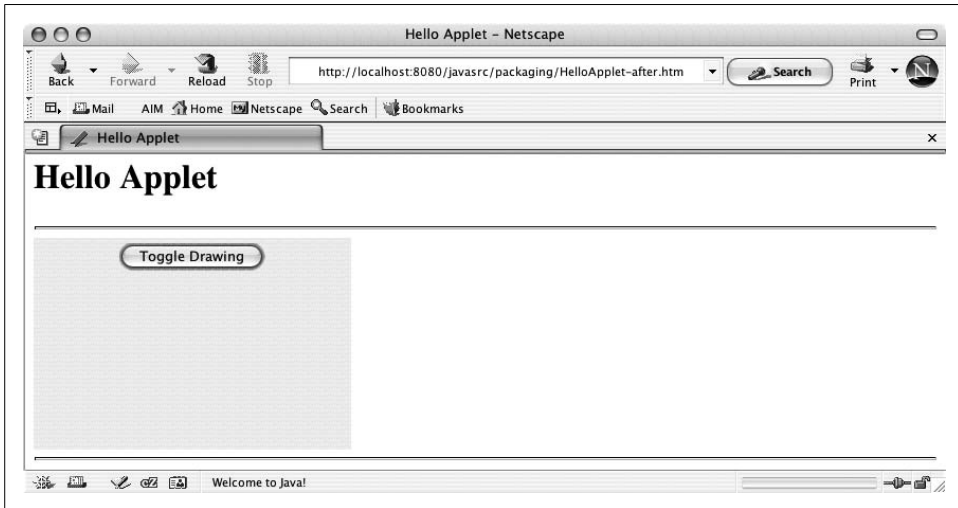 Hello Applet – Netscape
Back Forward Reload Stop http://localhost:8080/javasrc/packaging/HelloApplet-after.htm Search Print N
Mail AIM Home Netscape Search Bookmarks
Hello Applet ×
Hello Applet
Toggle Drawing
Welcome to Java!